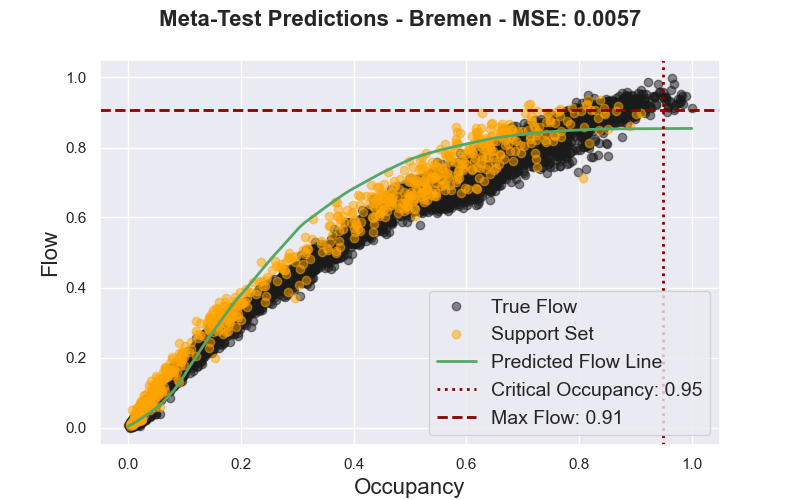 Meta-Test Predictions - Bremen - MSE: 0.0057
1.0
0.8
0.6
0.4
0.2
0.0
Flow
True Flow
Support Set
Predicted Flow Line
Critical Occupancy: 0.95
Max Flow: 0.91
0.0 0.2 0.4 0.6 0.8 1.0
Occupancy